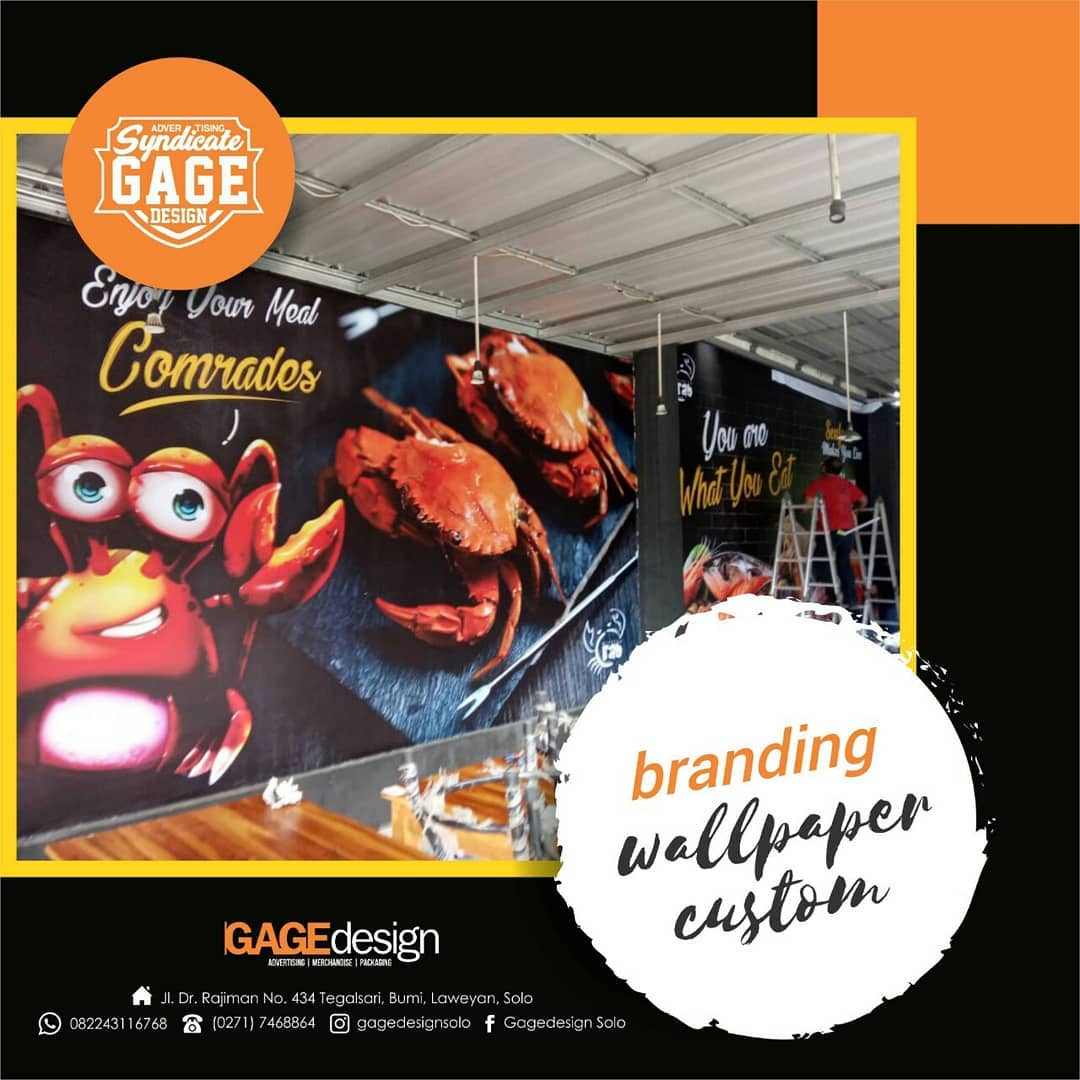 ADVERTISING
Syndicate
GAGE
DESIGN
Enjoy Your Meal
Comrades
You are
What You Eat
branding
wallpaper
custom
GAGEdesign
ADVERTISING | MERCHANDISE | PACKAGING
Jl. Dr. Rajiman No. 434 Tegalsari, Bumi, Laweyan, Solo
082243116768 (0271) 7468864 gagedesignsolo Gagedesign Solo